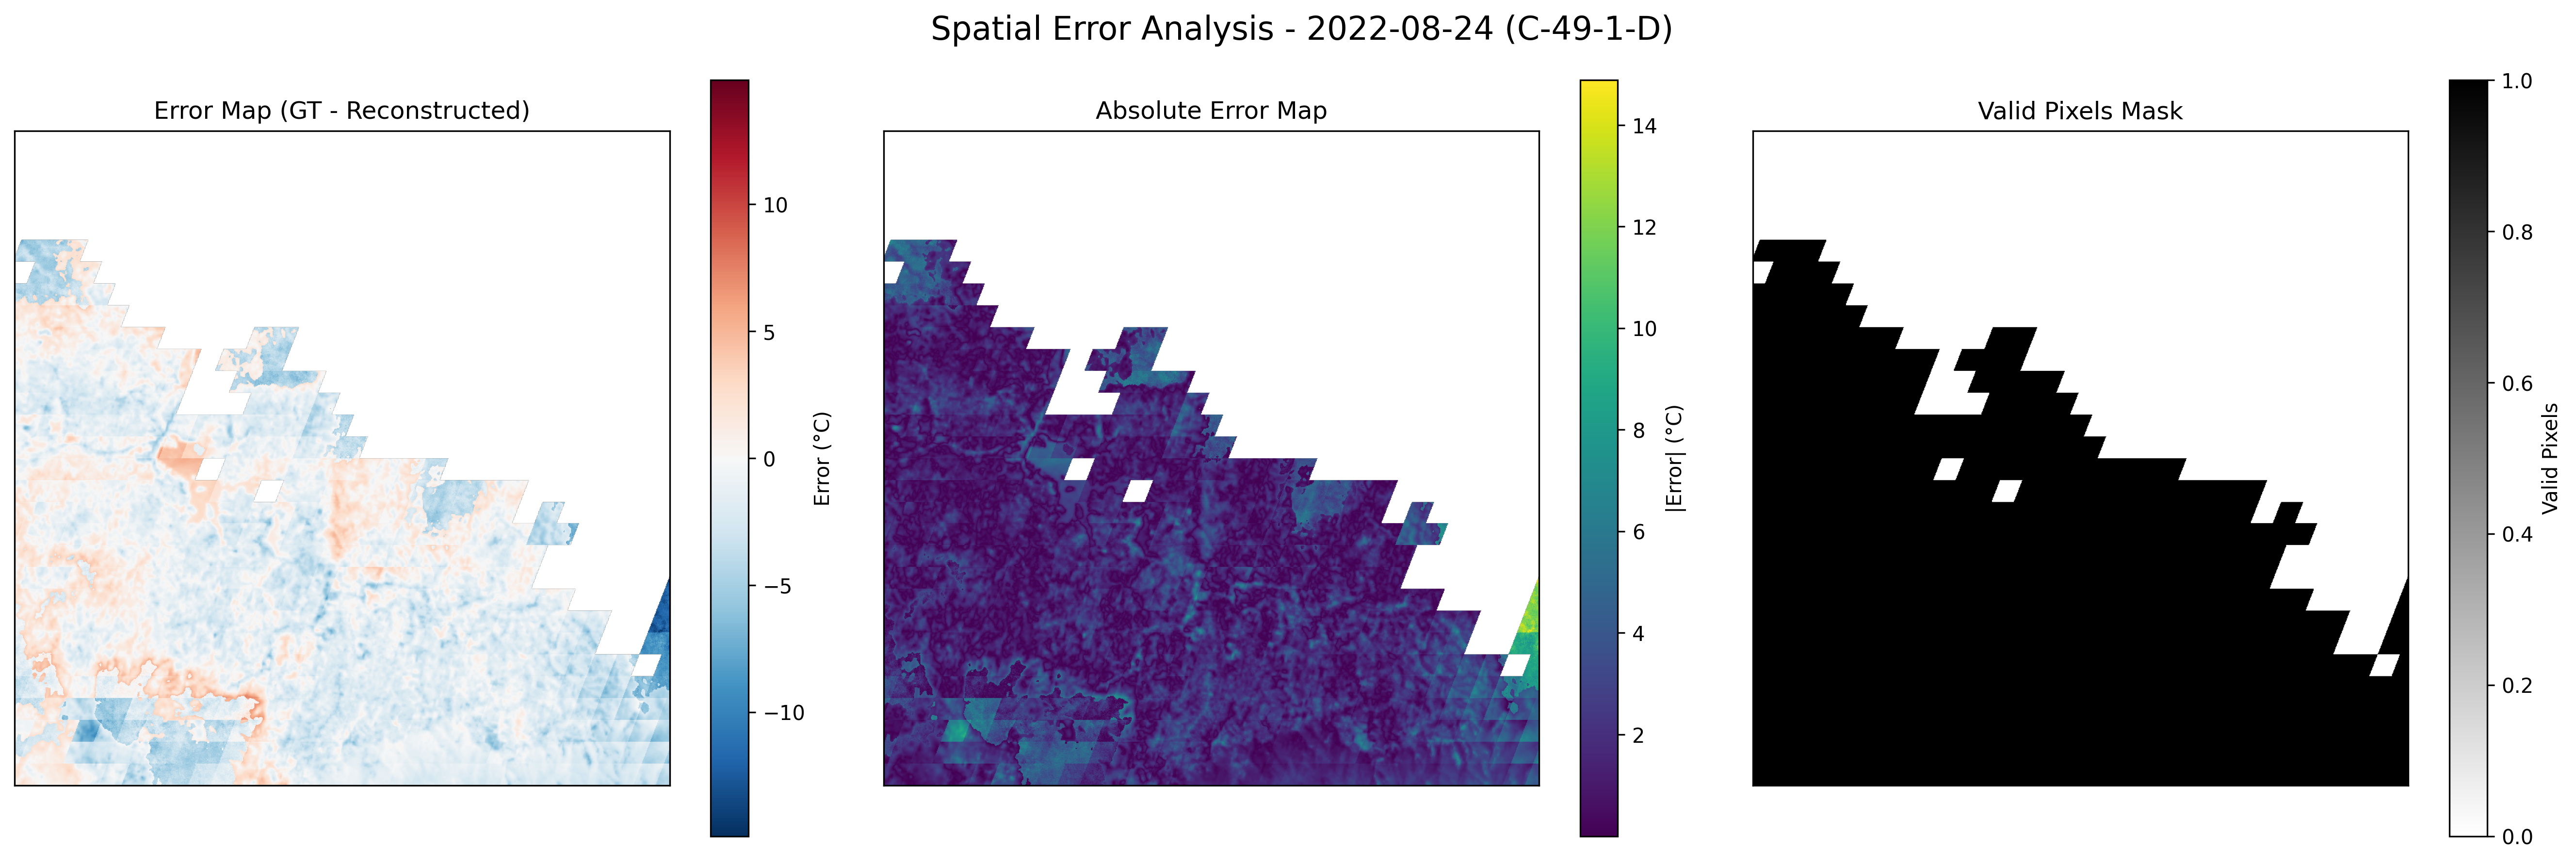 Spatial Error Analysis - 2022-08-24 (C-49-1-D)
Error Map (GT - Reconstructed)
10
5
0
−5
−10
Error (°C)
Absolute Error Map
14
12
10
8
6
4
2
|Error| (°C)
Valid Pixels Mask
1.0
0.8
0.6
0.4
0.2
0.0
Valid Pixels